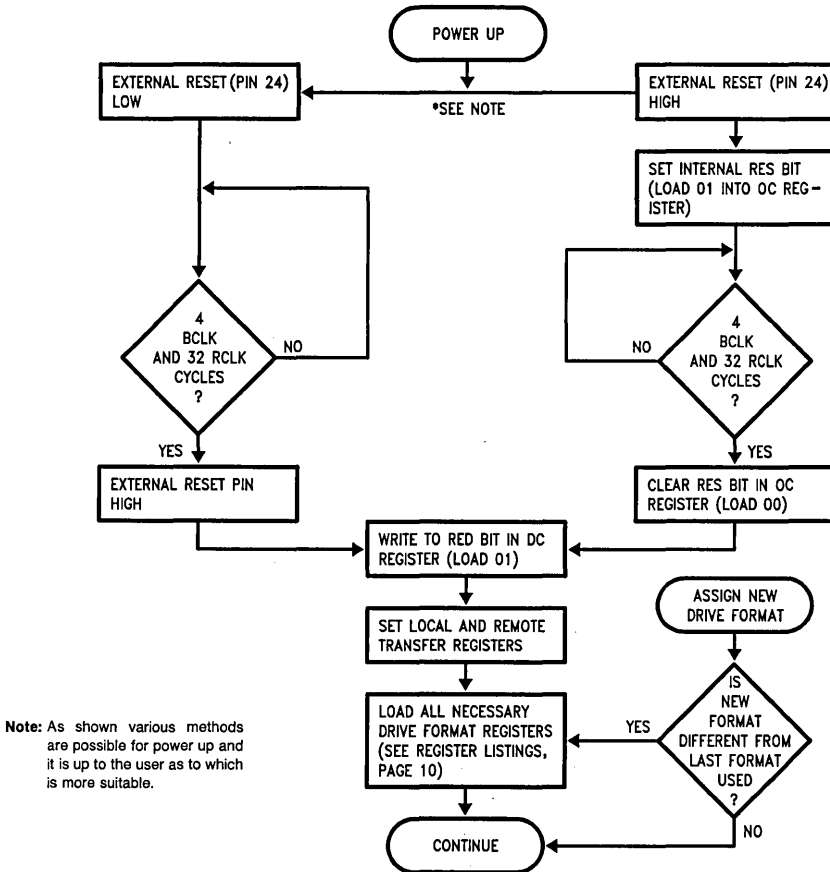 POWER UP
EXTERNAL RESET (PIN 24)
LOW
*SEE NOTE
EXTERNAL RESET (PIN 24)
HIGH
SET INTERNAL RES BIT
(LOAD 01 INTO OC REG-
ISTER)
4
BCLK
AND 32 RCLK
CYCLES
?
NO
YES
4
BCLK
AND 32 RCLK
CYCLES
?
NO
YES
EXTERNAL RESET PIN
HIGH
CLEAR RES BIT IN OC
REGISTER (LOAD 00)
WRITE TO RED BIT IN DC
REGISTER (LOAD 01)
SET LOCAL AND REMOTE
TRANSFER REGISTERS
LOAD ALL NECESSARY
DRIVE FORMAT REGISTERS
(SEE REGISTER LISTINGS,
PAGE 10)
ASSIGN NEW
DRIVE FORMAT
IS
NEW
FORMAT
DIFFERENT FROM
LAST FORMAT
USED
?
YES
NO
CONTINUE
Note: As shown various methods
are possible for power up and
it is up to the user as to which
is more suitable.